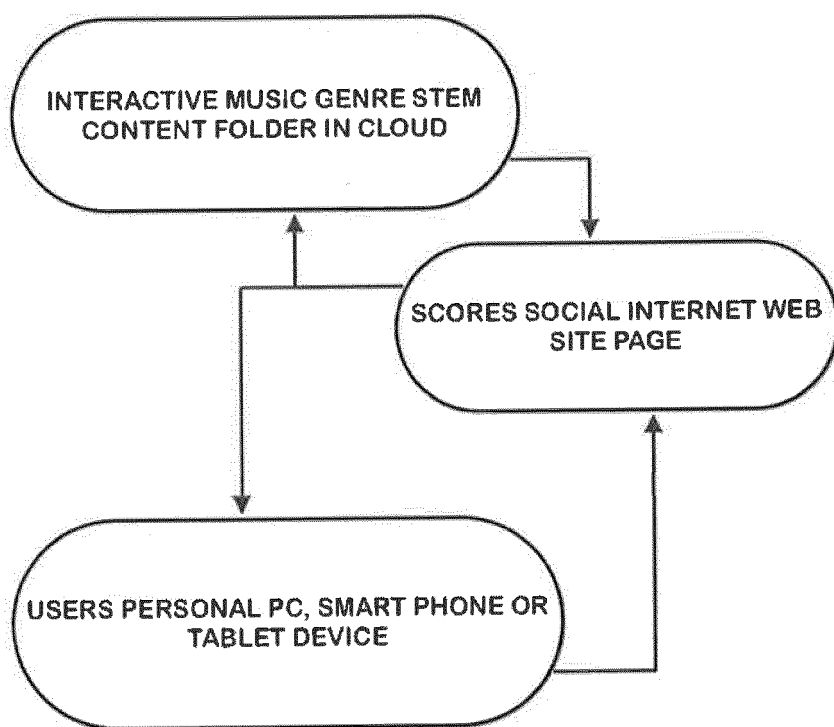 INTERACTIVE MUSIC GENRE STEM
CONTENT FOLDER IN CLOUD
SCORES SOCIAL INTERNET WEB
SITE PAGE
USERS PERSONAL PC, SMART PHONE OR
TABLET DEVICE